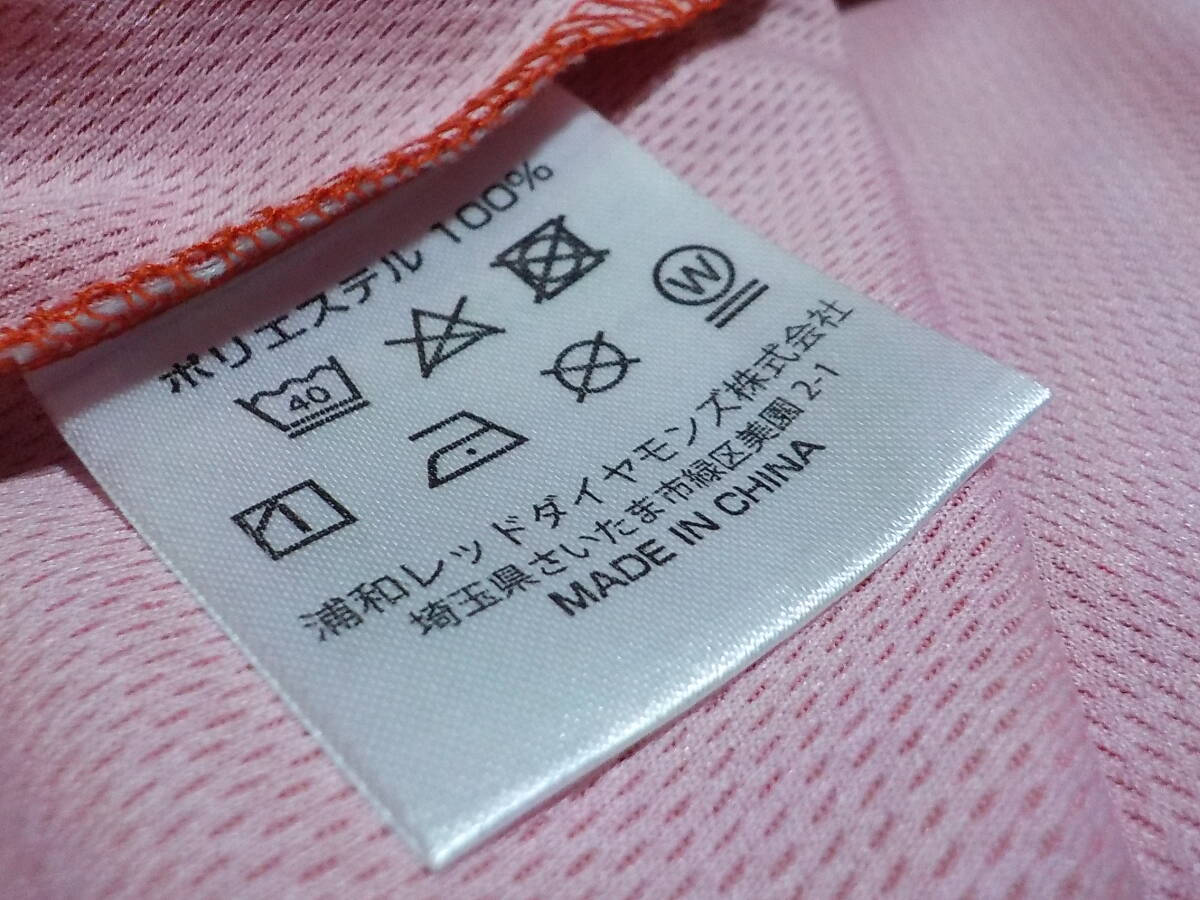 ポリエステル 100%
40
W
浦和レッドダイヤモンズ株式会社
埼玉県さいたま市緑区美園 2-1
MADE IN CHINA